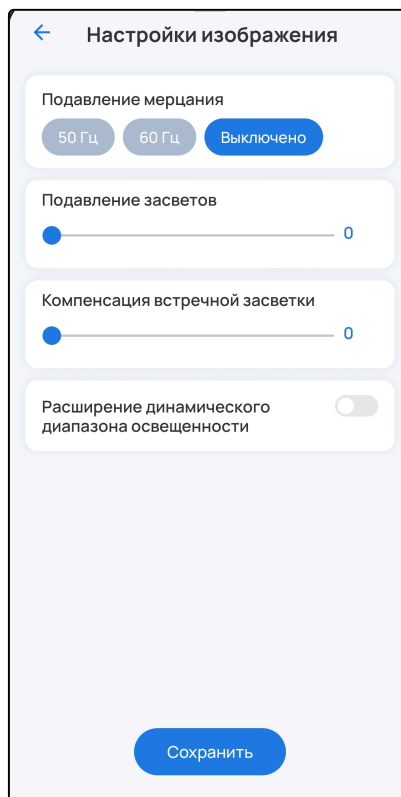 Настройки изображения
Подавление мерцания
50 Гц 60 Гц Выключено
Подавление засветов
0
Компенсация встречной засветки
0
Расширение динамического
диапазона освещенности
Сохранить